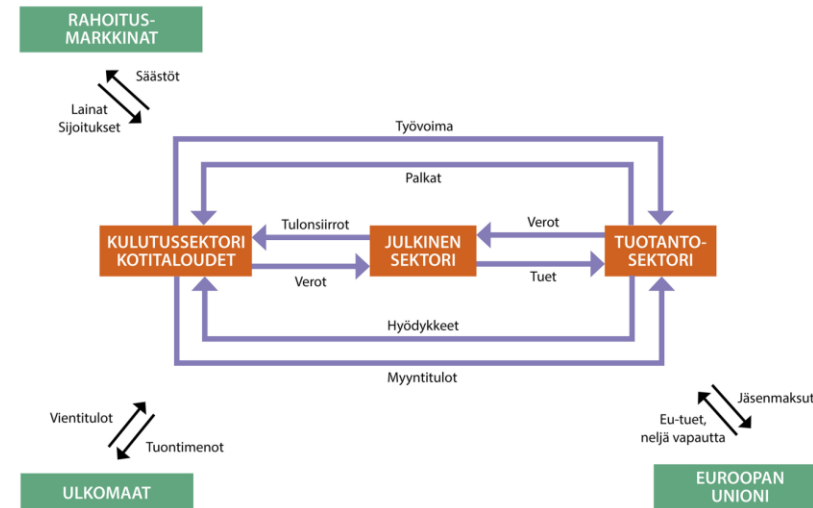 RAHOITUS-
MARKKINAT
Säästöt
Lainat
Sijoitukset
Työvoima
Palkat
KULUTUSSEKTORI
KOTITALOUDET
Tulonsiirrot
Verot
JULKINEN
SEKTORI
Verot
Tuet
TUOTANTO-
SEKTORI
Hyödykkeet
Myyntitulot
Vientitulot
Tuontimenot
Jäsenmaksut
Eu-tuet,
neljä vapautta
ULKOMAAT
EUROOPAN
UNIONI